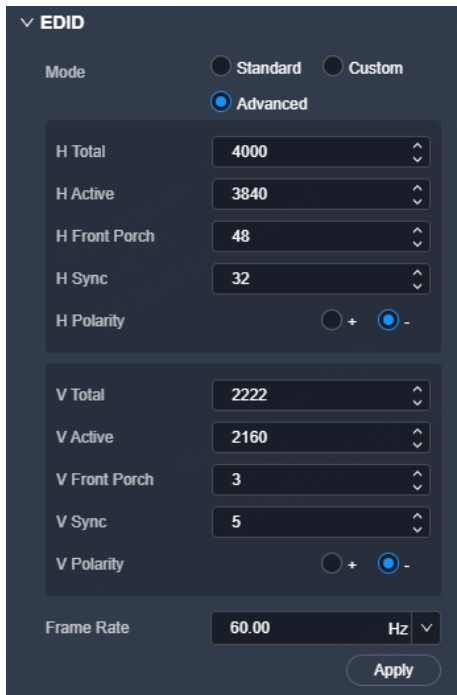 EDID
Mode Standard Custom
Advanced
H Total 4000
H Active 3840
H Front Porch 48
H Sync 32
H Polarity + -
V Total 2222
V Active 2160
V Front Porch 3
V Sync 5
V Polarity + -
Frame Rate 60.00 Hz
Apply